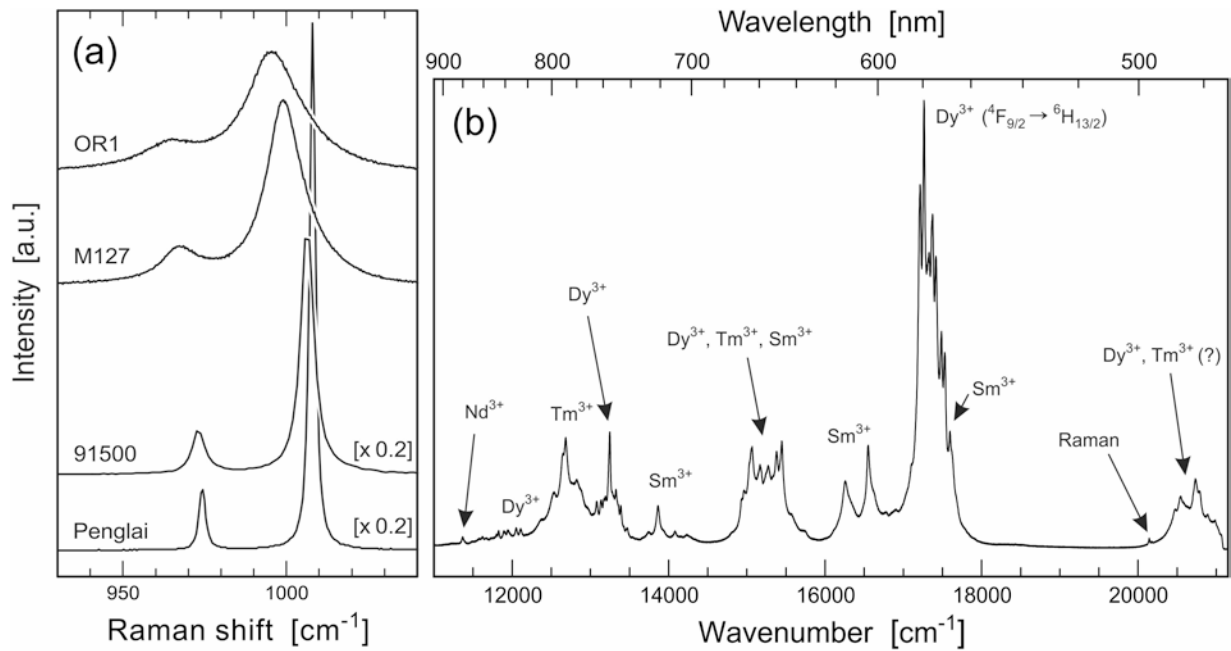 (a)
OR1
M127
91500
[x 0.2]
Penglai
[x 0.2]
950
1000
Raman shift [cm⁻¹]
Intensity [a.u.]
Wavelength [nm]
900
800
700
600
500
(b)
Dy³⁺ (⁴F₉/₂ → ⁶H₁₃/₂)
Dy³⁺
Dy³⁺, Tm³⁺, Sm³⁺
Dy³⁺, Tm³⁺ (?)
Nd³⁺
Tm³⁺
Sm³⁺
Sm³⁺
Raman
Dy³⁺
Sm³⁺
12000
14000
16000
18000
20000
Wavenumber [cm⁻¹]